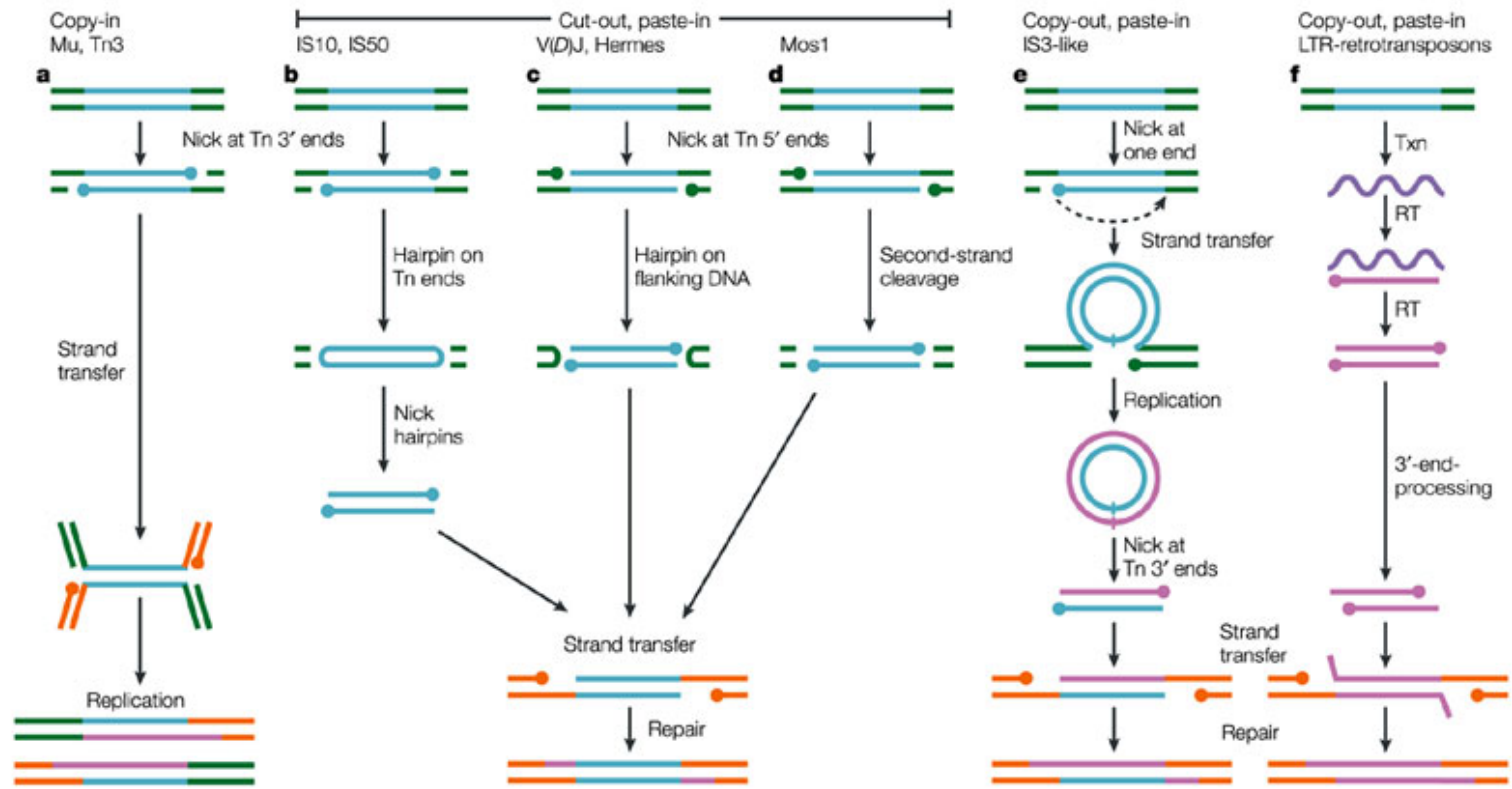 Copy-in
Mu, Tn3
Cut-out, paste-in
IS10, IS50
V(D)J, Hermes
Mos1
Copy-out, paste-in
IS3-like
Copy-out, paste-in
LTR-retrotransposons
a
b
c
d
e
f
Nick at Tn 3′ ends
Nick at Tn 5′ ends
Nick at
one end
Txn
RT
Strand transfer
Hairpin on
Tn ends
Hairpin on
flanking DNA
Second-strand
cleavage
RT
Strand
transfer
Nick
hairpins
Replication
3′-end-
processing
Nick at
Tn 3′ ends
Strand transfer
Strand
transfer
Replication
Repair
Repair